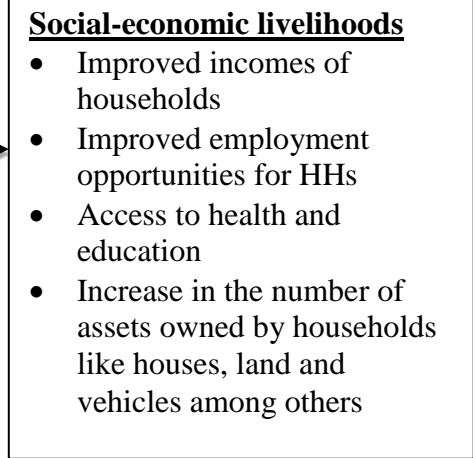 Social-economic livelihoods
• Improved incomes of
households
• Improved employment
opportunities for HHs
• Access to health and
education
• Increase in the number of
assets owned by households
like houses, land and
vehicles among others